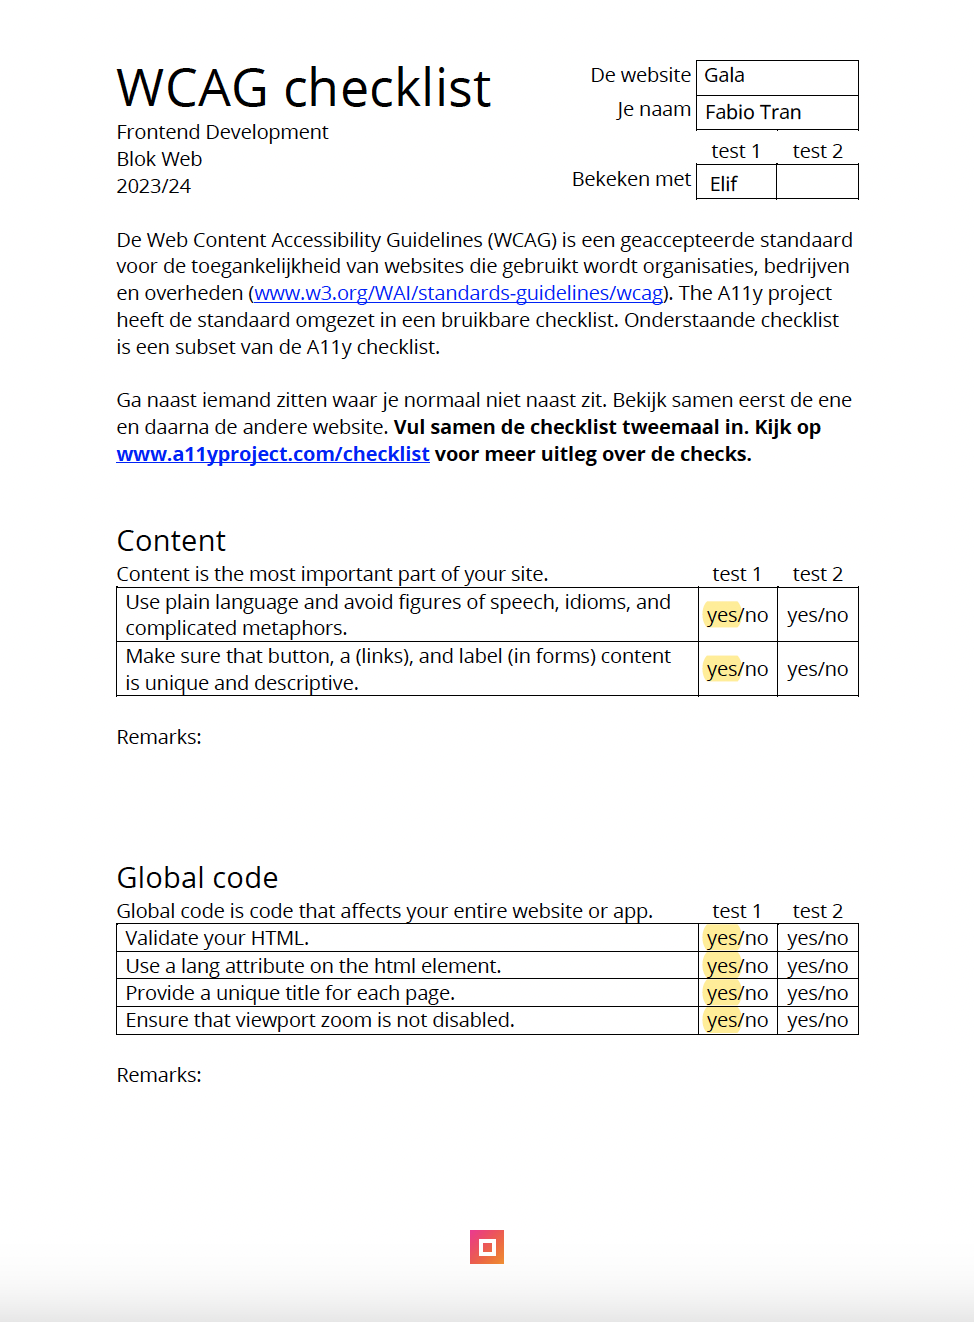 WCAG checklist
Frontend Development
Blok Web
2023/24
De website Gala
Je naam Fabio Tran
test 1 test 2
Bekeken met Elif
De Web Content Accessibility Guidelines (WCAG) is een geaccepteerde standaard
voor de toegankelijkheid van websites die gebruikt wordt organisaties, bedrijven
en overheden (www.w3.org/WAI/standards-guidelines/wcag). The A11y project
heeft de standaard omgezet in een bruikbare checklist. Onderstaande checklist
is een subset van de A11y checklist.
Ga naast iemand zitten waar je normaal niet naast zit. Bekijk samen eerst de ene
en daarna de andere website. Vul samen de checklist tweemaal in. Kijk op
www.a11yproject.com/checklist voor meer uitleg over de checks.
Content
Content is the most important part of your site. test 1 test 2
Use plain language and avoid figures of speech, idioms, and
complicated metaphors. yes/no yes/no
Make sure that button, a (links), and label (in forms) content
is unique and descriptive. yes/no yes/no
Remarks:
Global code
Global code is code that affects your entire website or app. test 1 test 2
Validate your HTML. yes/no yes/no
Use a lang attribute on the html element. yes/no yes/no
Provide a unique title for each page. yes/no yes/no
Ensure that viewport zoom is not disabled. yes/no yes/no
Remarks: